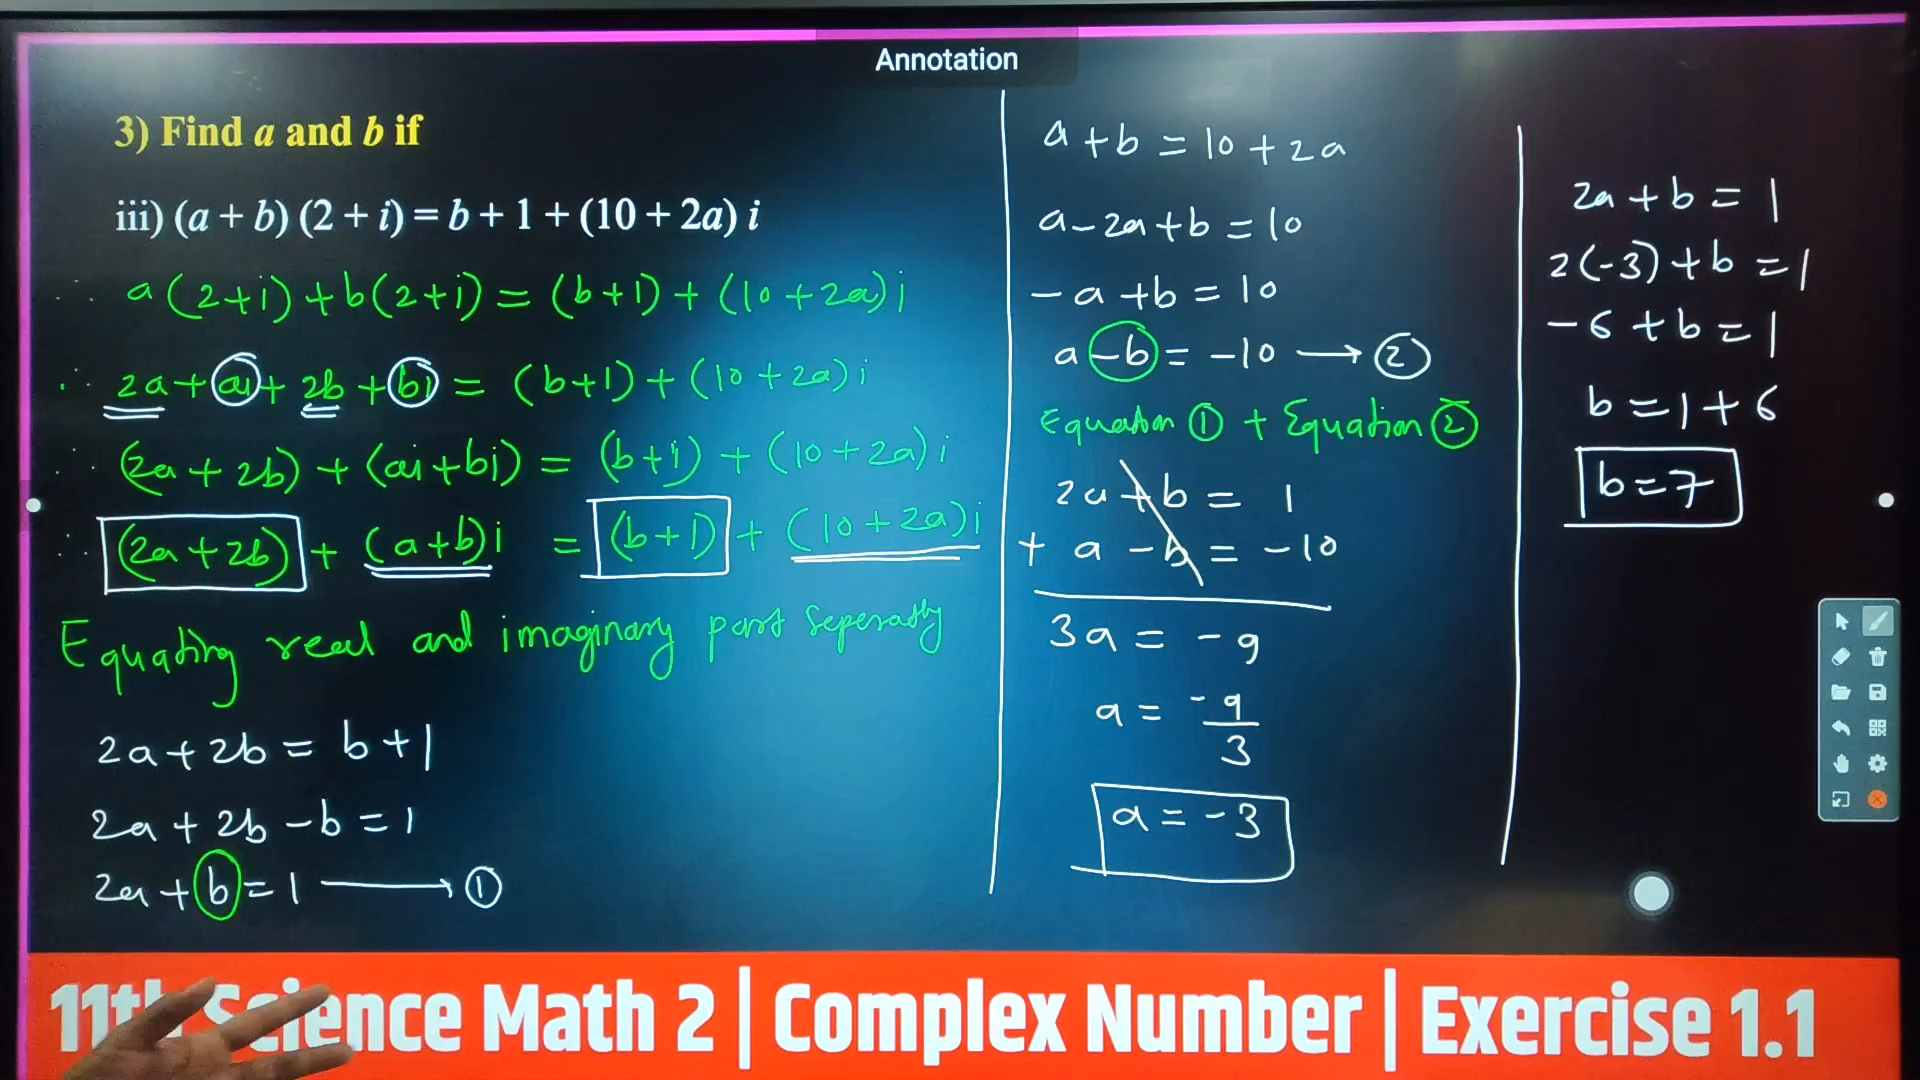 Annotation
3) Find a and b if
iii) (a + b) (2 + i) = b + 1 + (10 + 2a) i
∴ a(2+i) + b(2+i) = (b+1) + (10+2a)i
∴ 2a + ai + 2b + bi = (b+1) + (10+2a)i
∴ (2a + 2b) + (ai+bi) = (b+1) + (10+2a)i
∴ (2a+2b) + (a+b)i = (b+1) + (10+2a)i
Equating real and imaginary part seperatly
2a + 2b = b + 1
2a + 2b - b = 1
2a + b = 1 → ①
a + b = 10 + 2a
a - 2a + b = 10
- a + b = 10
a - b = -10 → ②
Equation ① + Equation ②
2a + b = 1
+ a - b = -10
3a = -9
a = -9/3
a = -3
2a + b = 1
2(-3) + b = 1
-6 + b = 1
b = 1 + 6
b = 7
11th Science Math 2 | Complex Number | Exercise 1.1